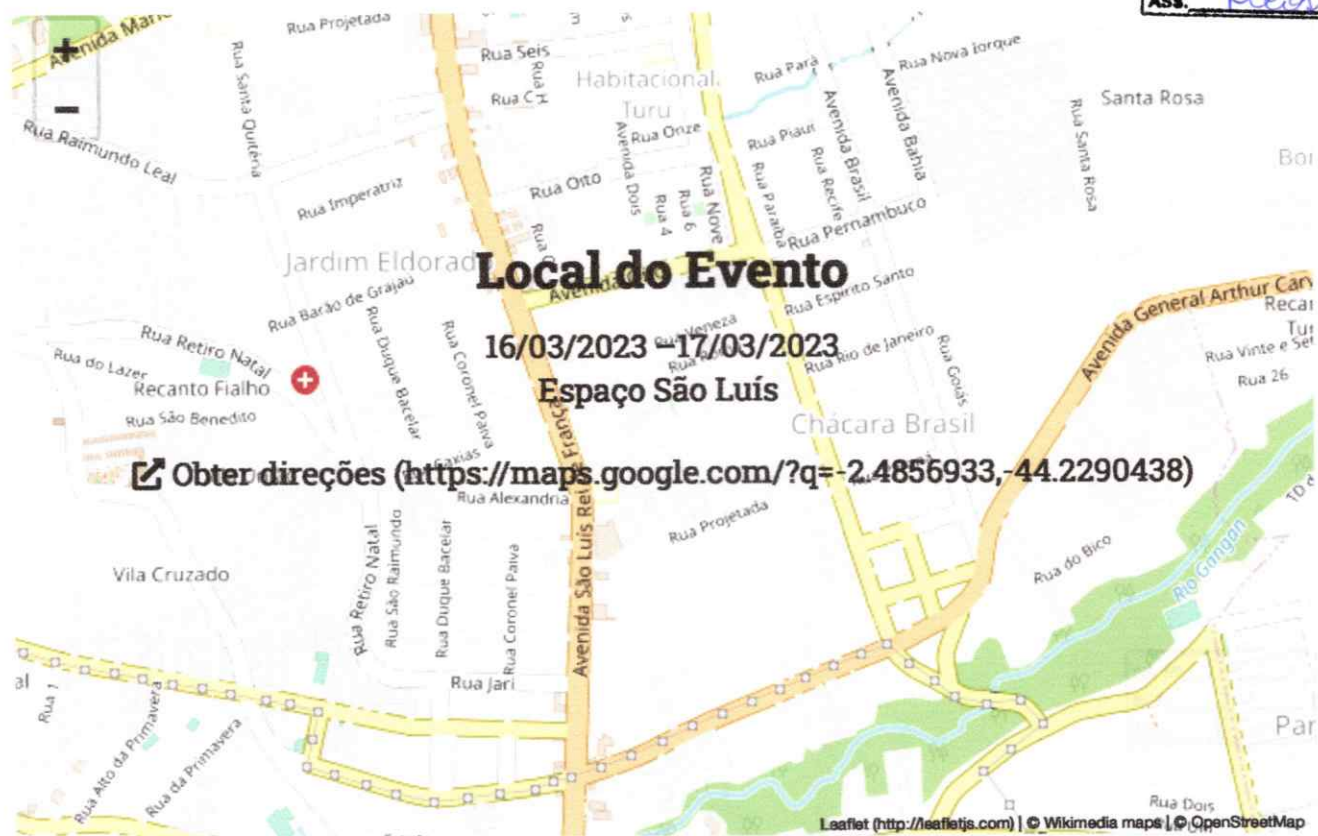 ASS.
+
Avenida
Rua Projetada
Rua Seis
Rua H
Rua C
Habitacional
Turu
Rua Pará
Rua Nova Iorque
Santa Rosa
−
Rua Santa Quitéria
Avenida Dois
Rua Onze
Rua Piauí
Avenida Brasil
Avenida Bahia
Rua Santa Rosa
Rua Raimundo Leal
Rua Imperatriz
Rua Oito
Rua 4
Rua 6
Rua Nove
Rua Paraíba
Rua Recife
Rua Pernambuco
Jardim Eldorado
Local do Evento
Avenida
Rua Espírito Santo
Avenida General Arthur
Rua Barão de Grajaú
Rua Retiro Natal
Rua Duque Bacelar
Rua Coronel Paiva
16/03/2023 –17/03/2023
Rua Veneza
Rua Rio de Janeiro
Rua Goiás
Rua Vinte e
Rua do Lazer
Recanto Fialho
Espaço São Luís
Rua 26
Rua São Benedito
Chácara Brasil
Obter direções (https://maps.google.com/?q=-2.4856933,-44.2290438)
Rua Alexandria
Avenida São Luís Rei de França
Rua Projetada
Vila Cruzado
Rua Retiro Natal
Rua São Raimundo
Rua Duque Bacelar
Rua Coronel Paiva
Rua do Bico
Rio Gangan
Rua Jari
Rua 1
Rua Alto da Primavera
Rua da Primavera
Rua Dois
Leaflet (http://leafletjs.com) | © Wikimedia maps | © OpenStreetMap